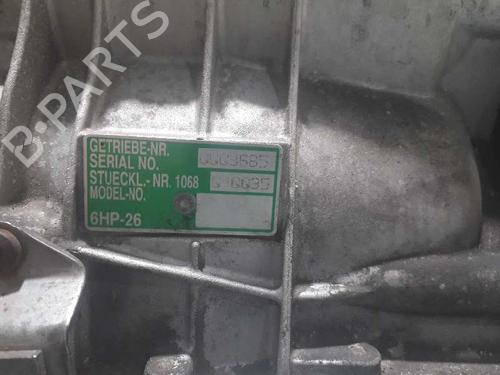 B-PARTS
GETRIEBE-NR.
SERIAL NO.
STUECKL.- NR. 1068
MODEL-NO.
6HP-26